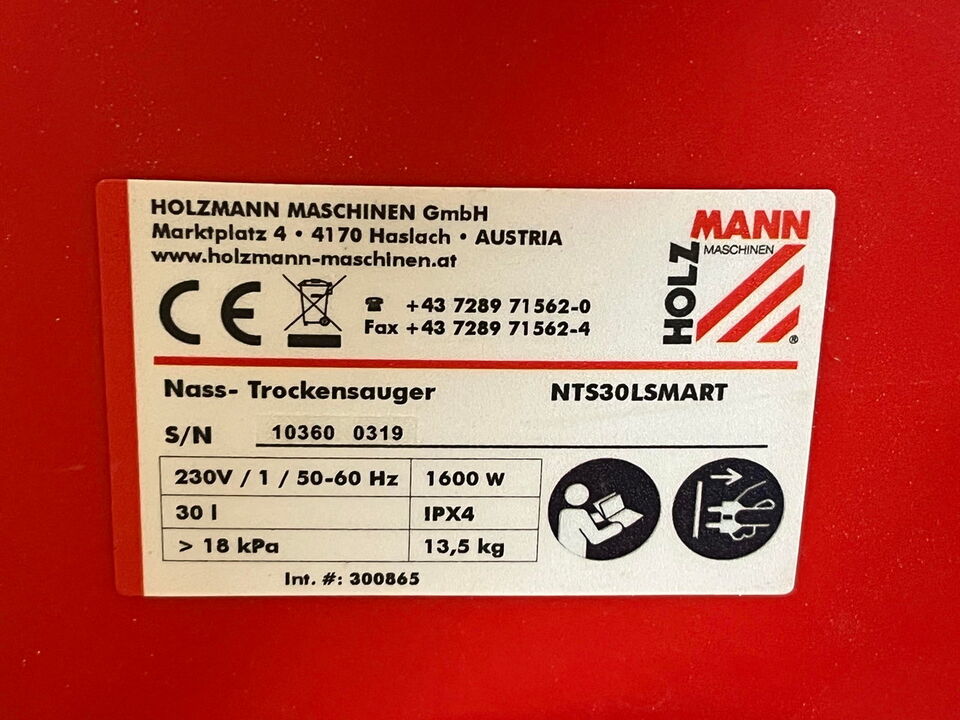 HOLZMANN MASCHINEN GmbH
Marktplatz 4 • 4170 Haslach • AUSTRIA
www.holzmann-maschinen.at
CE
☎ +43 7289 71562-0
Fax +43 7289 71562-4
HOLZ
MANN
MASCHINEN
®
Nass- Trockensauger NTS30LSMART
S/N 10360 0319
230V / 1 / 50-60 Hz 1600 W
30 l IPX4
> 18 kPa 13,5 kg
Int. #: 300865